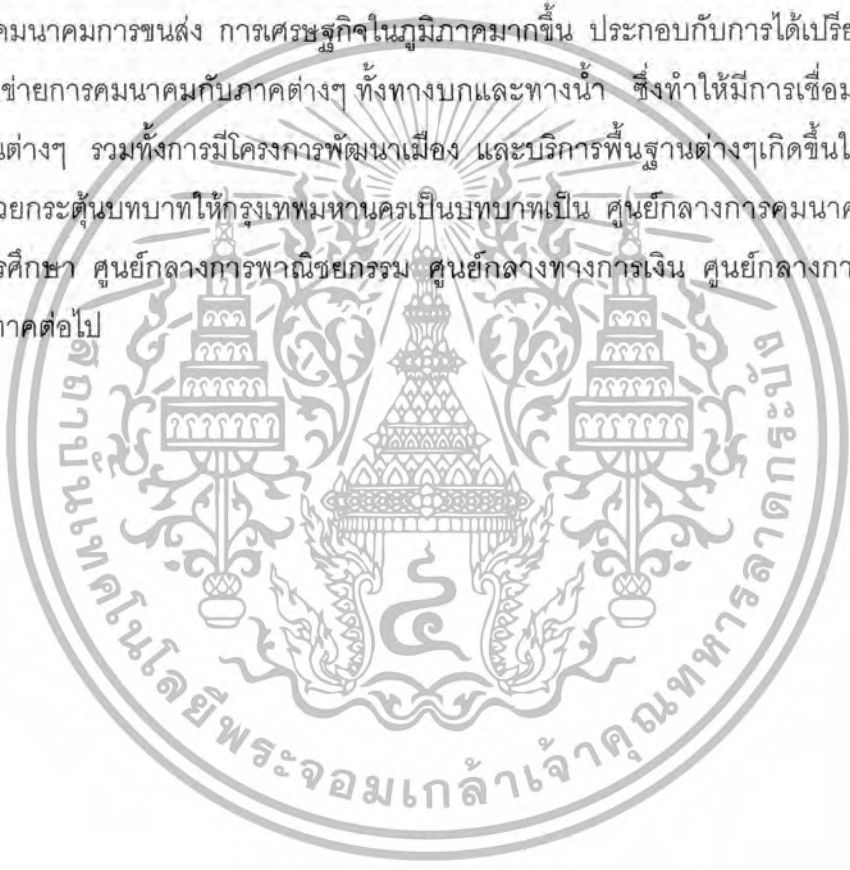 คมนาคมการขนส่ง การเศรษฐกิจในภูมิภาคมากขึ้น ประกอบกับการได้เปรีย
ข่ายการคมนาคมกับภาคต่างๆ ทั้งทางบกและทางน้ำ ซึ่งทำให้มีการเชื่อม
นต่างๆ รวมทั้งการมีโครงการพัฒนาเมือง และบริการพื้นฐานต่างๆเกิดขึ้นใ
วยกระตุ้นบทบาทให้กรุงเทพมหานครเป็นบทบาทเป็น ศูนย์กลางการคมนาค
รศึกษา ศูนย์กลางการพาณิชยกรรม ศูนย์กลางทางการเงิน ศูนย์กลางกา
าคต่อไป
สถาบันเทคโนโลยีพระจอมเกล้าเจ้าคุณทหารลาดกระบัง
๔